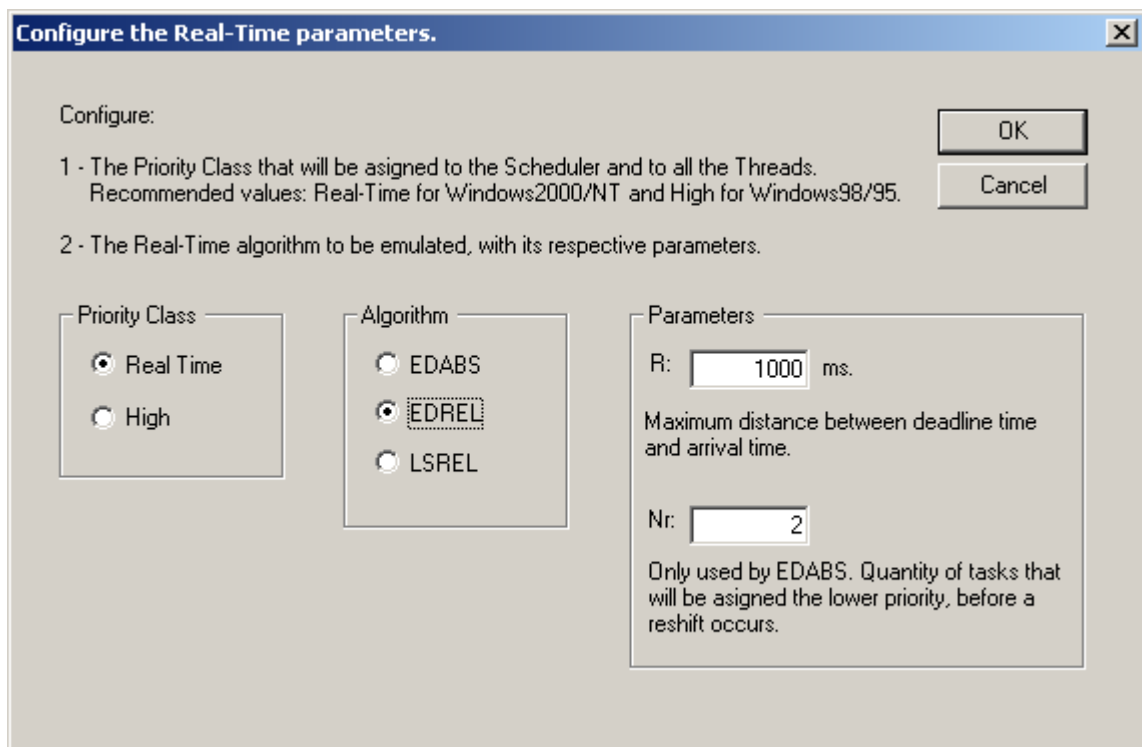 Configure the Real-Time parameters.
Configure:
OK
1 - The Priority Class that will be asigned to the Scheduler and to all the Threads.
Recommended values: Real-Time for Windows2000/NT and High for Windows98/95.
Cancel
2 - The Real-Time algorithm to be emulated, with its respective parameters.
Priority Class
Real Time
High
Algorithm
EDABS
EDREL
LSREL
Parameters
R: 1000 ms.
Maximum distance between deadline time
and arrival time.
Nr: 2
Only used by EDABS. Quantity of tasks that
will be asigned the lower priority, before a
reshift occurs.